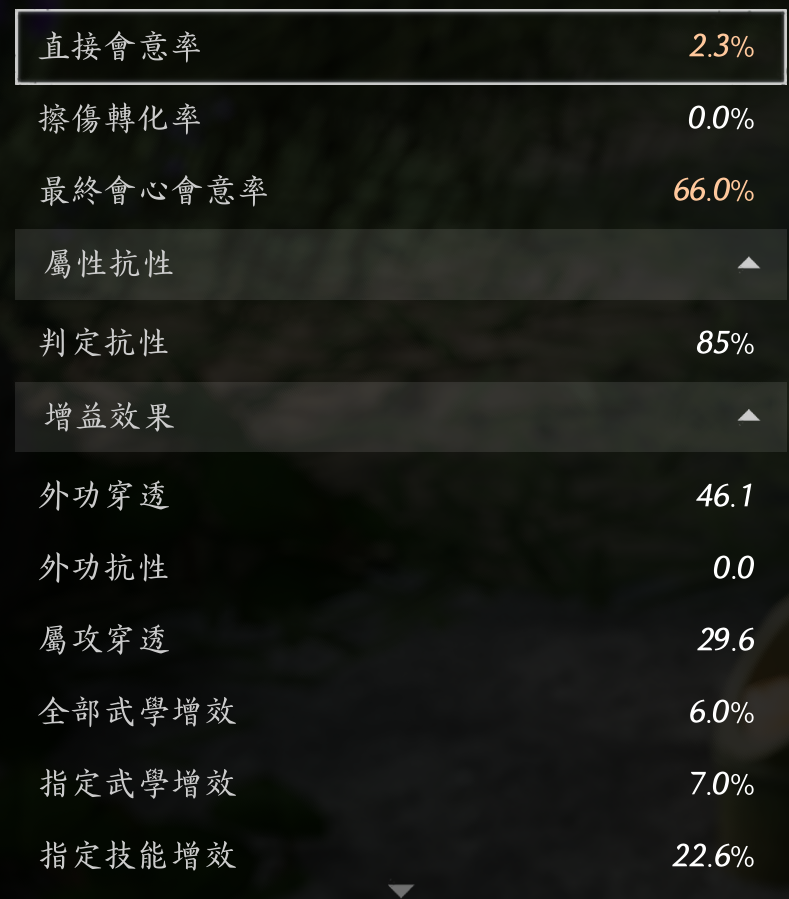 直接會意率 2.3%
擦傷轉化率 0.0%
最終會心會意率 66.0%
屬性抗性
判定抗性 85%
增益效果
外功穿透 46.1
外功抗性 0.0
屬攻穿透 29.6
全部武學增效 6.0%
指定武學增效 7.0%
指定技能增效 22.6%